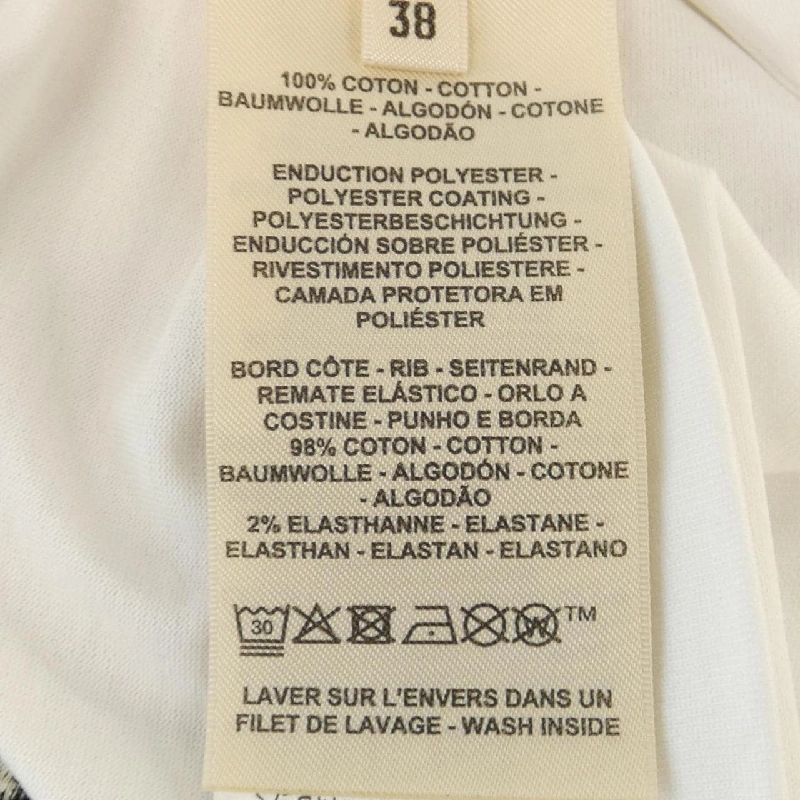 38
100% COTON - COTTON -
BAUMWOLLE - ALGODÓN - COTONE
- ALGODÃO
ENDUCTION POLYESTER -
POLYESTER COATING -
POLYESTERBESCHICHTUNG -
ENDUCCIÓN SOBRE POLIÉSTER -
RIVESTIMENTO POLIESTERE -
CAMADA PROTETORA EM
POLIÉSTER
BORD CÔTE - RIB - SEITENRAND -
REMATE ELÁSTICO - ORLO A
COSTINE - PUNHO E BORDA
98% COTON - COTTON -
BAUMWOLLE - ALGODÓN - COTONE
- ALGODÃO
2% ELASTHANNE - ELASTANE -
ELASTHAN - ELASTAN - ELASTANO
30 W TM
LAVER SUR L'ENVERS DANS UN
FILET DE LAVAGE - WASH INSIDE